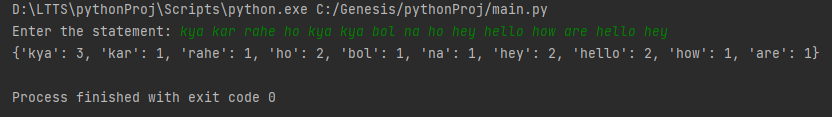 D:\LTTS\pythonProj\Scripts\python.exe C:/Genesis/pythonProj/main.py
Enter the statement: kya kar rahe ho kya kya bol na ho hey hello how are hello hey
{'kya': 3, 'kar': 1, 'rahe': 1, 'ho': 2, 'bol': 1, 'na': 1, 'hey': 2, 'hello': 2, 'how': 1, 'are': 1}
Process finished with exit code 0